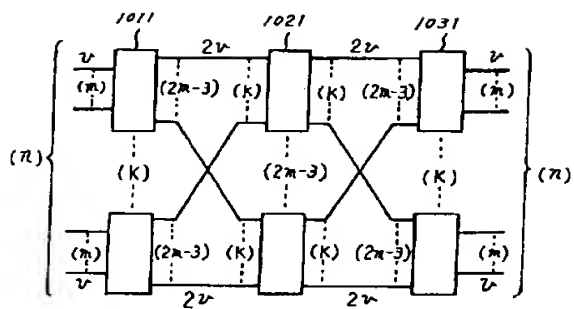 1011 1021 1031
v 2v 2v v
(m) (2m-3) (K) (K) (2m-3) (m)
(n) (K) (2m-3) (K) (n)
(m) (2m-3) (K) (K) (2m-3) (m)
v 2v 2v v